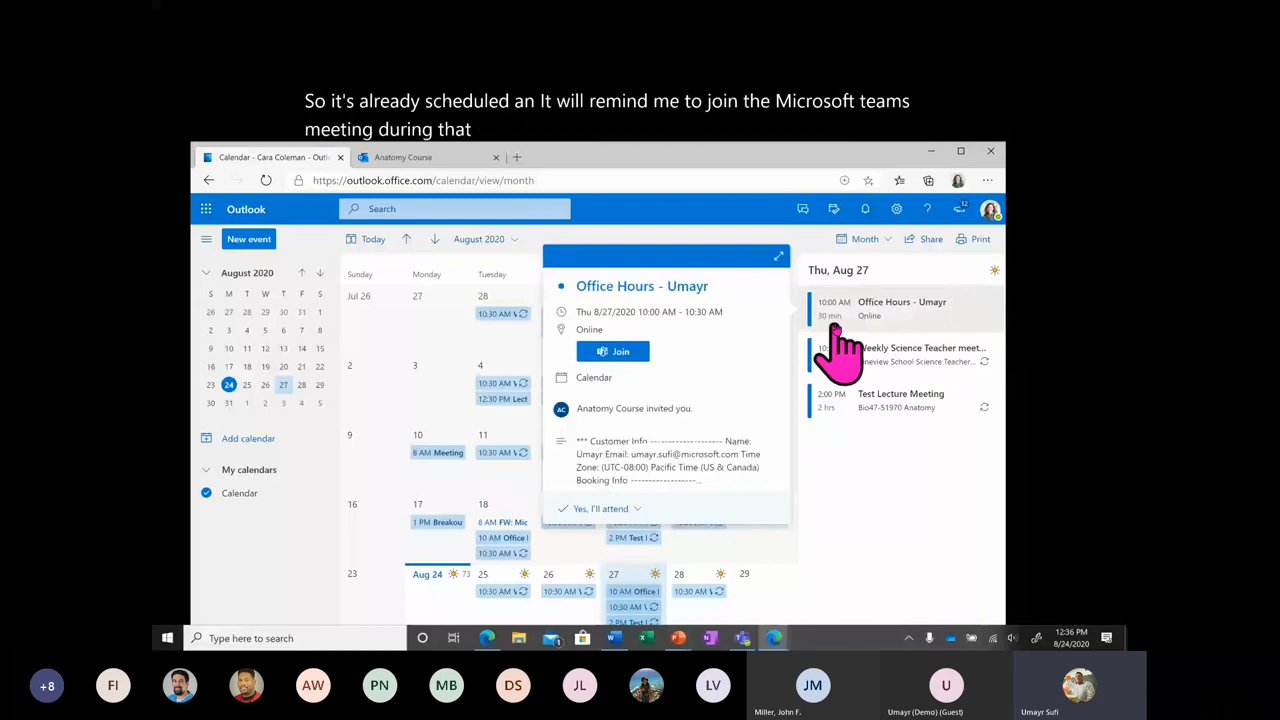 So it's already scheduled an It will remind me to join the Microsoft teams
meeting during that
Calendar - Cara Coleman - Outl
Anatomy Course
https://outlook.office.com/calendar/view/month
Outlook
Search
12
New event
Today
August 2020
Month
Share
Print
August 2020
S M T W T F S
26 27 28 29 30 31 1
2 3 4 5 6 7 8
9 10 11 12 13 14 15
16 17 18 19 20 21 22
23 24 25 26 27 28 29
30 31 1 2 3 4 5
Add calendar
My calendars
Calendar
Sunday Monday Tuesday
Jul 26 27 28
10:30 AM
2 3 4
10:30 AM
12:30 PM Lect
9 10 11
8 AM Meeting 10:30 AM
16 17 18
1 PM Breakou 8 AM FW: Mic
10 AM Office
10:30 AM
2 PM Test
23 Aug 24 73 25 26 27 28 29
10:30 AM 10:30 AM 10 AM Office 10:30 AM
10:30 AM
2 PM Test
Office Hours - Umayr
Thu 8/27/2020 10:00 AM - 10:30 AM
Online
Join
Calendar
AC Anatomy Course invited you.
*** Customer Info -------------------- Name:
Umayr Email: umayr.sufi@microsoft.com Time
Zone: (UTC-08:00) Pacific Time (US & Canada)
Booking Info ------------------...
Yes, I'll attend
Thu, Aug 27
10:00 AM Office Hours - Umayr
30 min Online
Weekly Science Teacher meet...
neview School Science Teacher...
2:00 PM Test Lecture Meeting
2 hrs Bio47-51970 Anatomy
Type here to search
12:36 PM
8/24/2020
+8 FI AW PN MB DS JL LV JM U
Miller, John F. Umayr (Demo) (Guest) Umayr Sufi